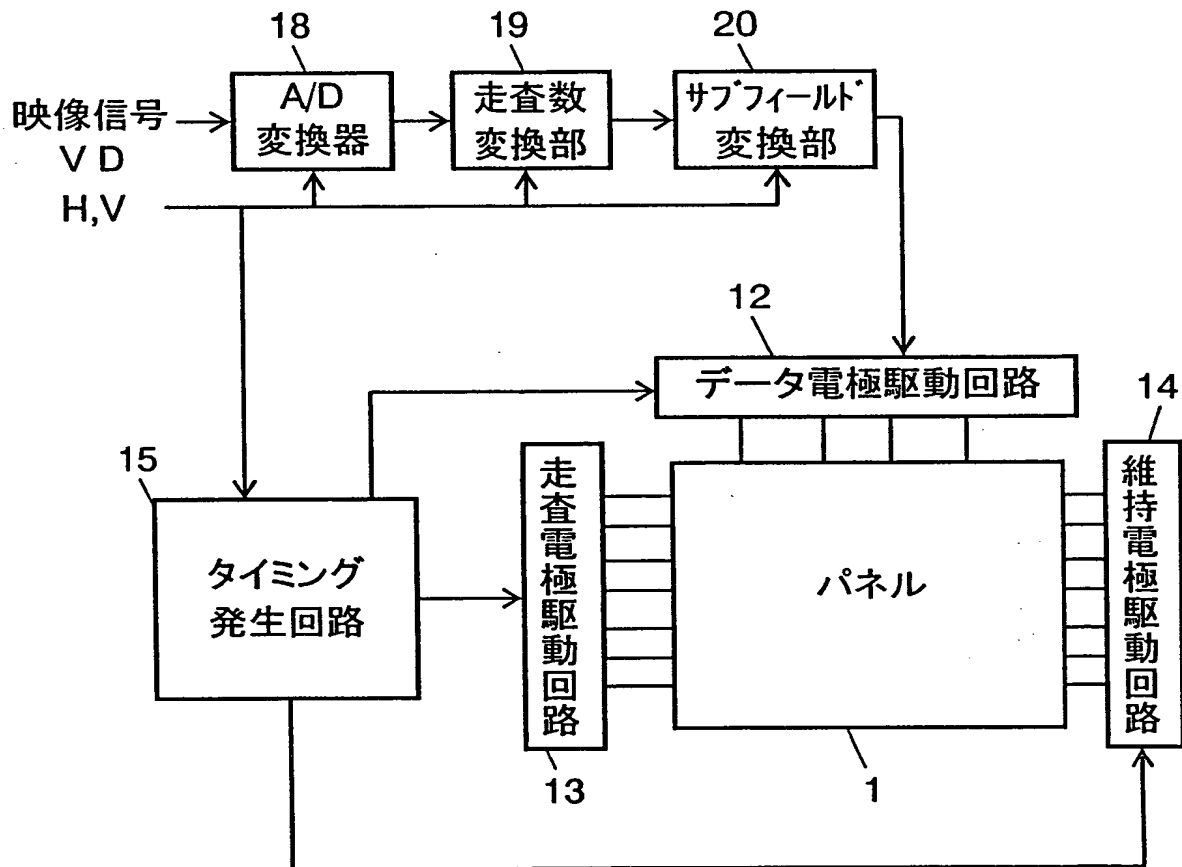 18
19
20
映像信号
VD
H,V
A/D
変換器
走査数
変換部
サブフィールド
変換部
12
データ電極駆動回路
14
15
タイミング
発生回路
走査電極駆動回路
パネル
維持電極駆動回路
13
1